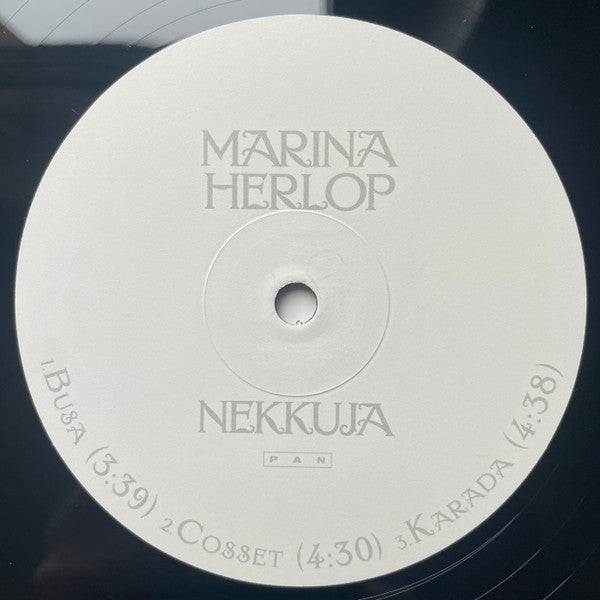 MARINA
HERLOP
NEKKUJA
PAN
1. BUSA (3:39) 2. COSSET (4:30) 3. KARADA (4:38)